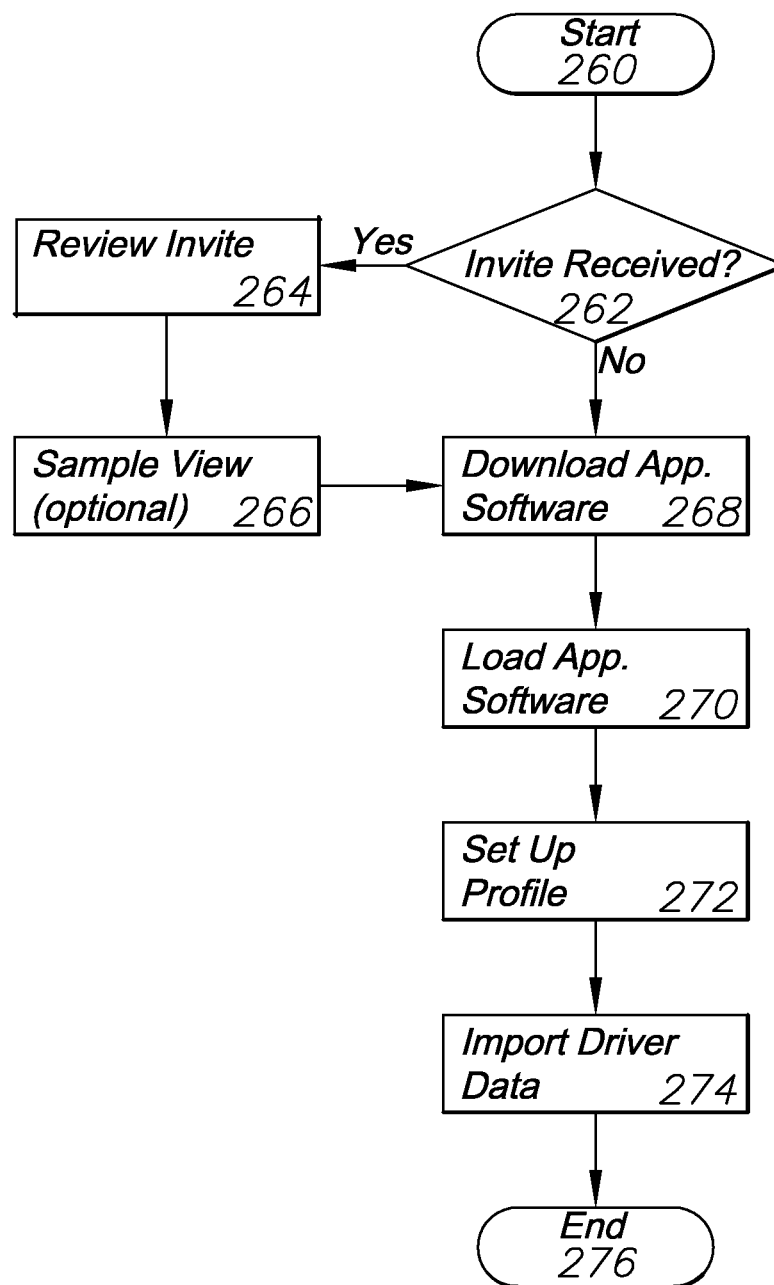 Start
260
Invite Received?
262
Yes
No
Review Invite
264
Sample View
(optional) 266
Download App.
Software 268
Load App.
Software 270
Set Up
Profile 272
Import Driver
Data 274
End
276